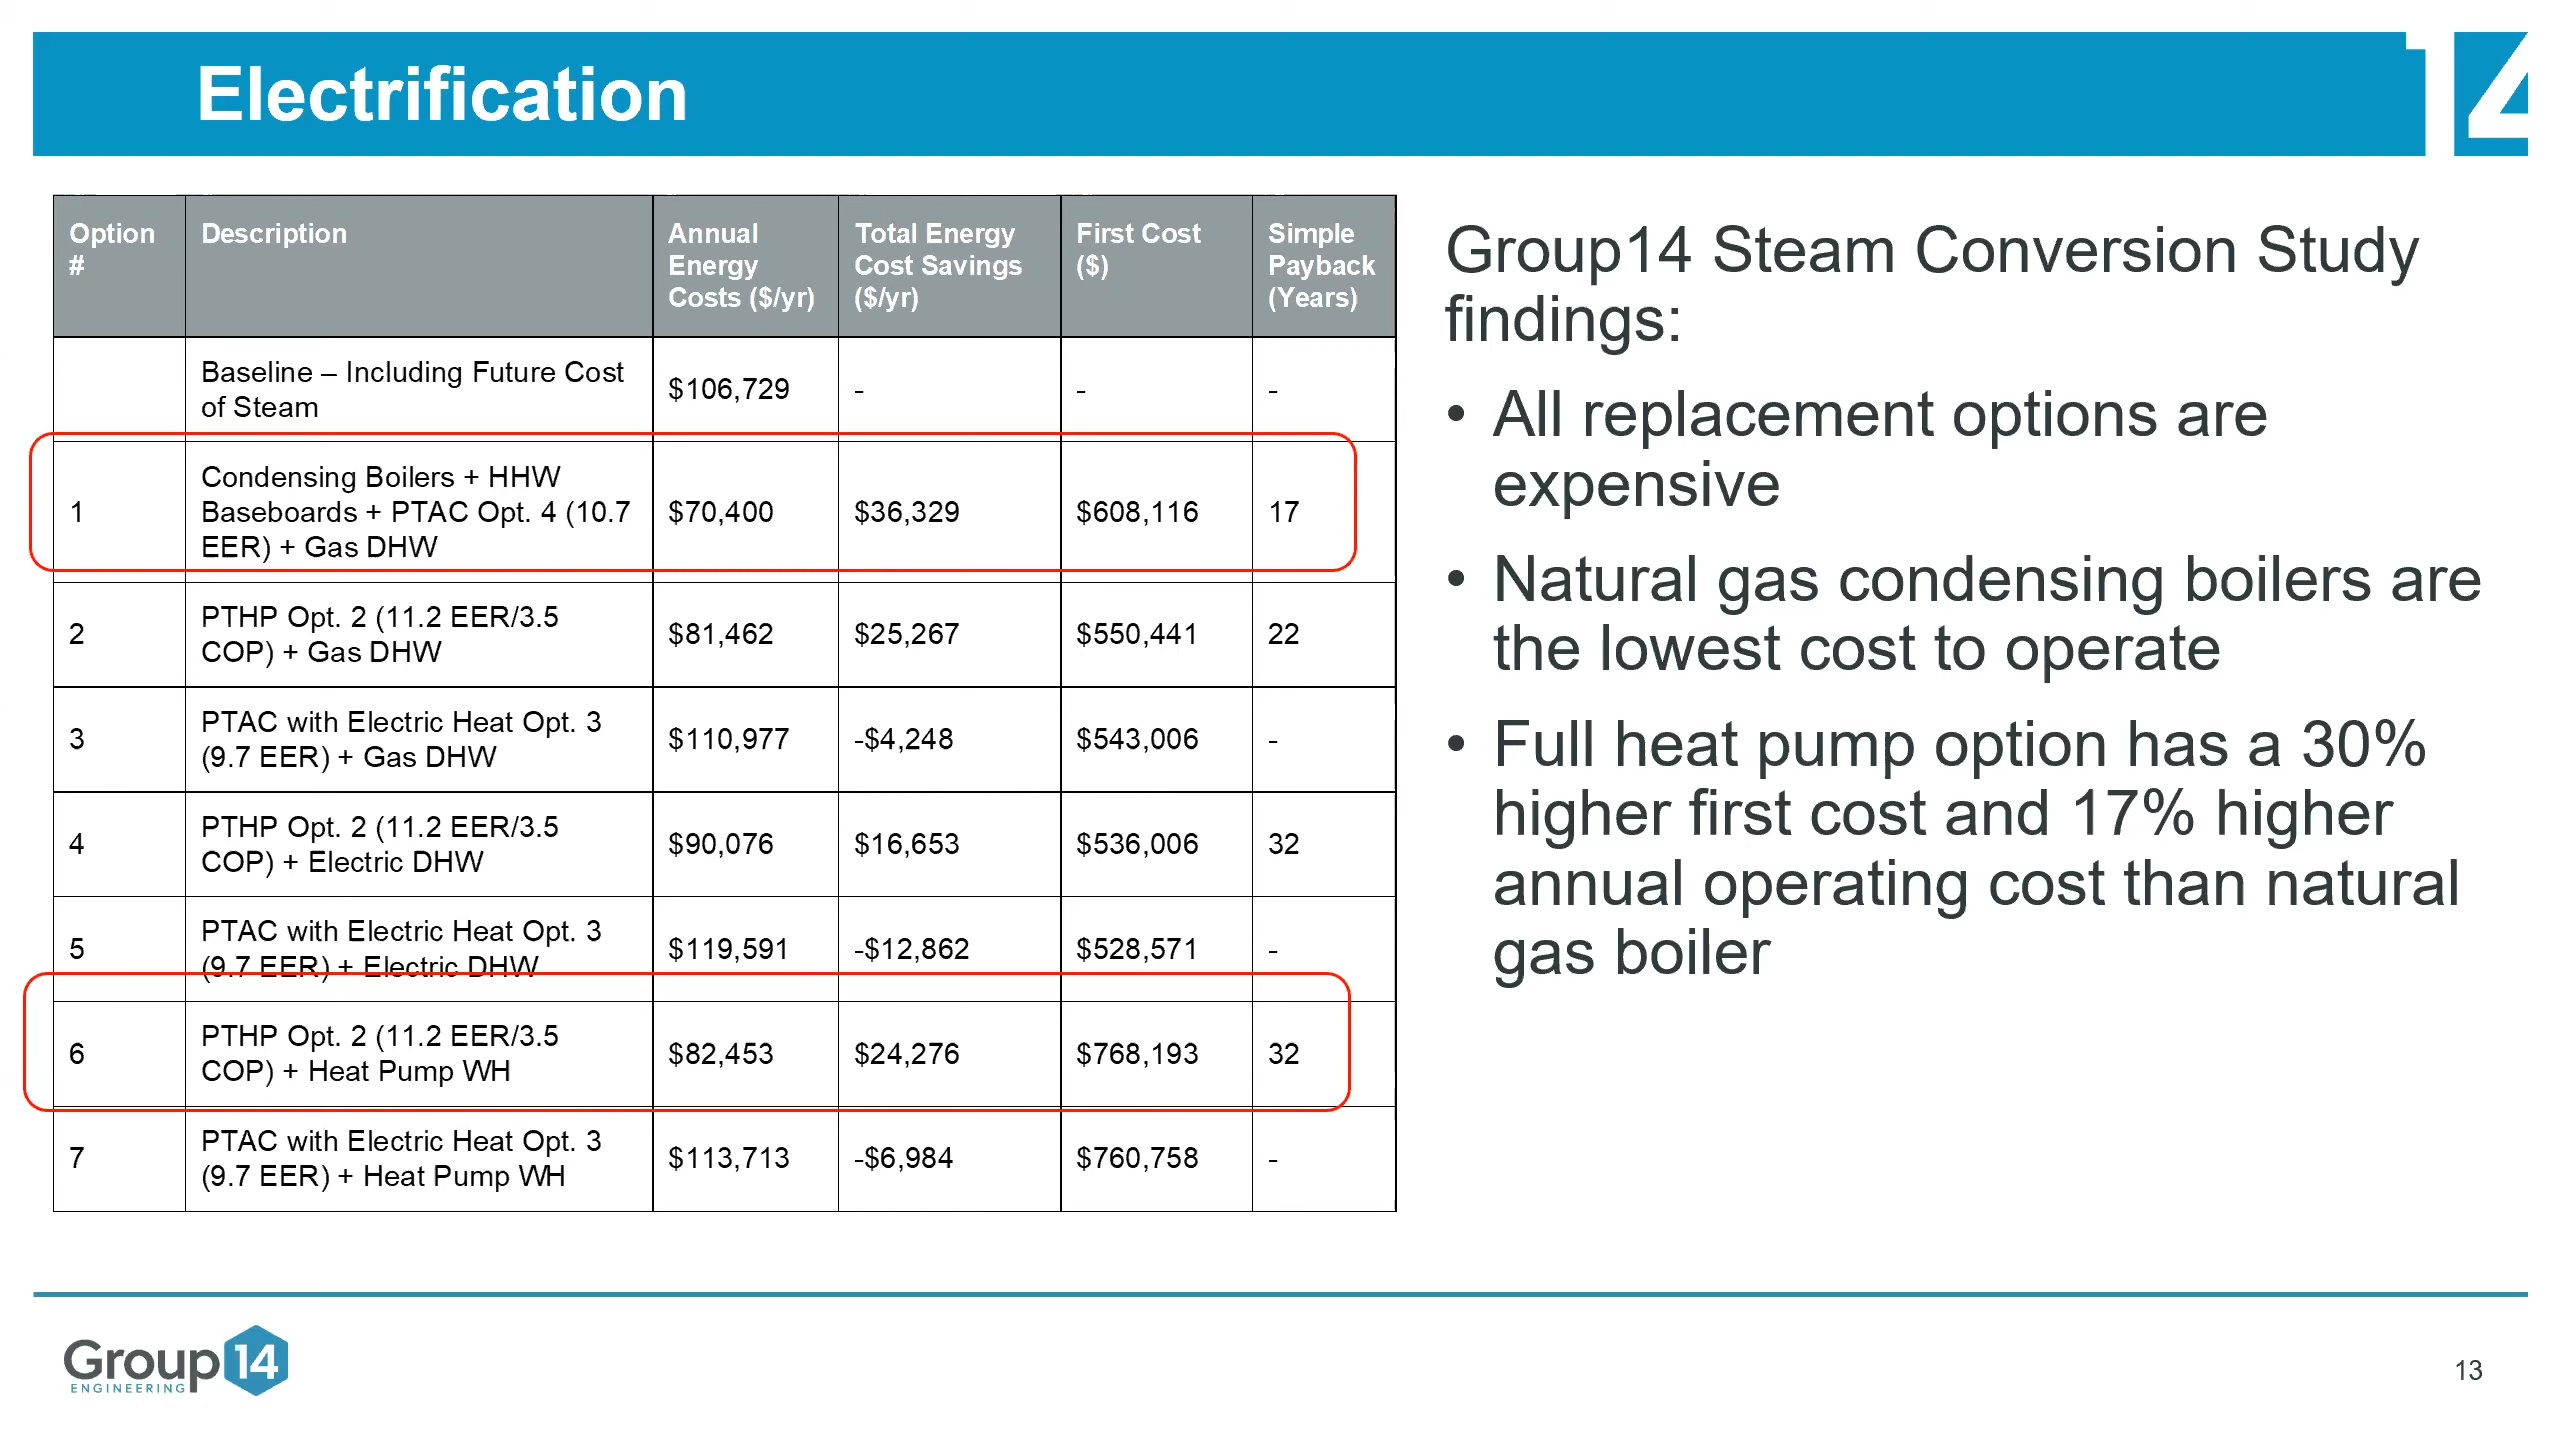 Electrification
14
Option
#
Description
Annual
Energy
Costs ($/yr)
Total Energy
Cost Savings
($/yr)
First Cost
($)
Simple
Payback
(Years)
Baseline – Including Future Cost
of Steam
$106,729
-
-
-
1
Condensing Boilers + HHW
Baseboards + PTAC Opt. 4 (10.7
EER) + Gas DHW
$70,400
$36,329
$608,116
17
2
PTHP Opt. 2 (11.2 EER/3.5
COP) + Gas DHW
$81,462
$25,267
$550,441
22
3
PTAC with Electric Heat Opt. 3
(9.7 EER) + Gas DHW
$110,977
-$4,248
$543,006
-
4
PTHP Opt. 2 (11.2 EER/3.5
COP) + Electric DHW
$90,076
$16,653
$536,006
32
5
PTAC with Electric Heat Opt. 3
(9.7 EER) + Electric DHW
$119,591
-$12,862
$528,571
-
6
PTHP Opt. 2 (11.2 EER/3.5
COP) + Heat Pump WH
$82,453
$24,276
$768,193
32
7
PTAC with Electric Heat Opt. 3
(9.7 EER) + Heat Pump WH
$113,713
-$6,984
$760,758
-
Group14 Steam Conversion Study
findings:
• All replacement options are
expensive
• Natural gas condensing boilers are
the lowest cost to operate
• Full heat pump option has a 30%
higher first cost and 17% higher
annual operating cost than natural
gas boiler
Group14
ENGINEERING
13